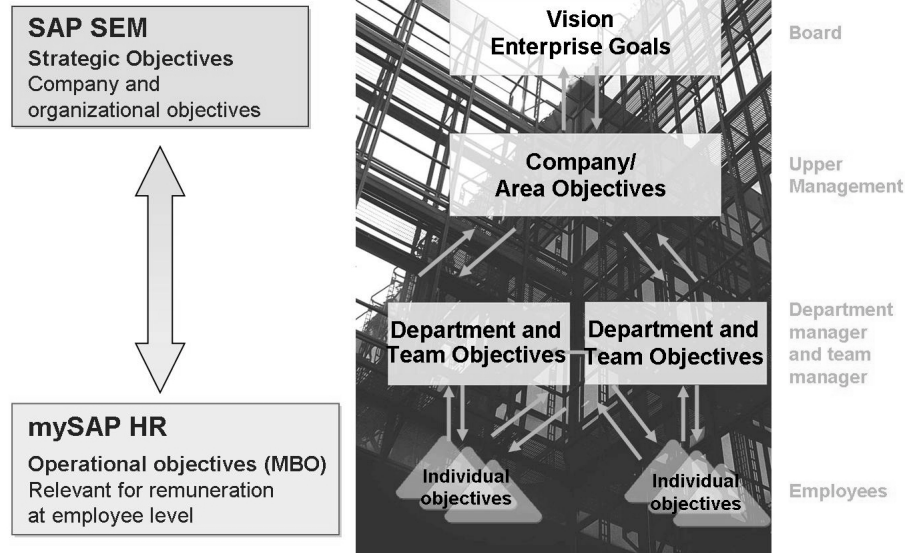 SAP SEM
Strategic Objectives
Company and
organizational objectives
mySAP HR
Operational objectives (MBO)
Relevant for remuneration
at employee level
Vision
Enterprise Goals
Board
Company/
Area Objectives
Upper
Management
Department and
Team Objectives
Department and
Team Objectives
Department
manager
and team
manager
Individual
objectives
Individual
objectives
Employees